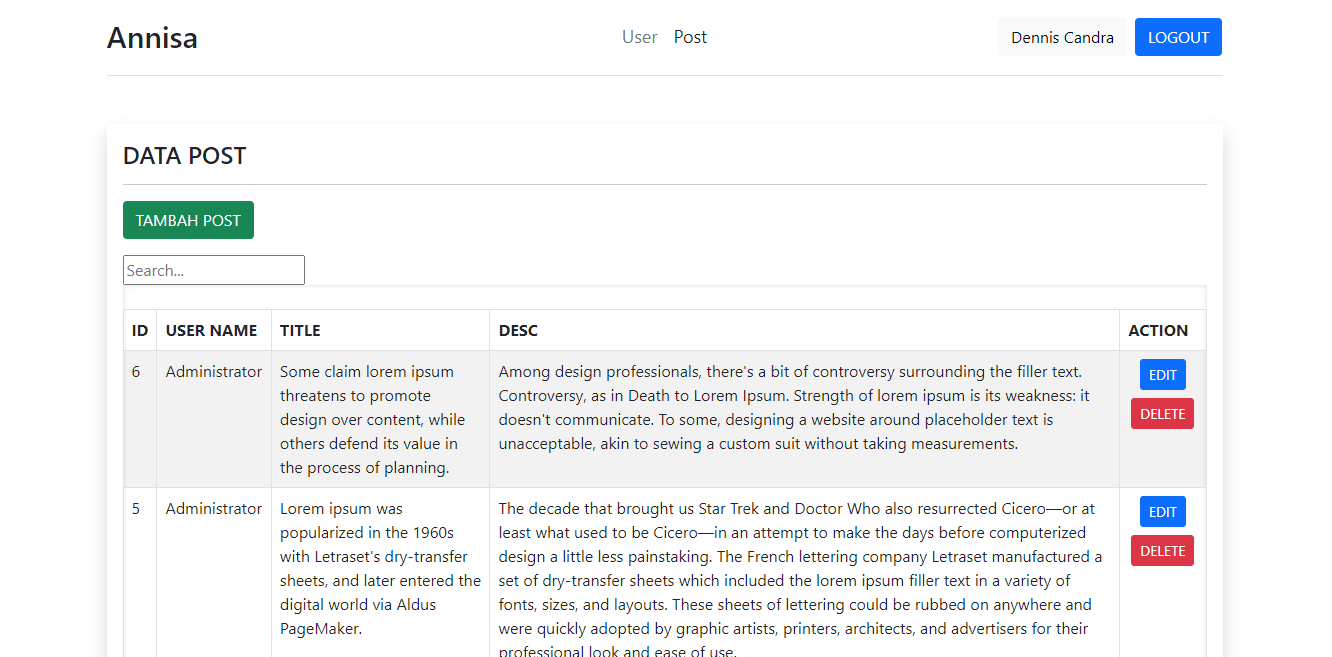 Annisa
User Post
Dennis Candra
LOGOUT
DATA POST
TAMBAH POST
Search...
ID USER NAME TITLE DESC ACTION
6
Administrator
Some claim lorem ipsum
threatens to promote
design over content, while
others defend its value in
the process of planning.
Among design professionals, there's a bit of controversy surrounding the filler text.
Controversy, as in Death to Lorem Ipsum. Strength of lorem ipsum is its weakness: it
doesn't communicate. To some, designing a website around placeholder text is
unacceptable, akin to sewing a custom suit without taking measurements.
EDIT
DELETE
5
Administrator
Lorem ipsum was
popularized in the 1960s
with Letraset's dry-transfer
sheets, and later entered the
digital world via Aldus
PageMaker.
The decade that brought us Star Trek and Doctor Who also resurrected Cicero—or at
least what used to be Cicero—in an attempt to make the days before computerized
design a little less painstaking. The French lettering company Letraset manufactured a
set of dry-transfer sheets which included the lorem ipsum filler text in a variety of
fonts, sizes, and layouts. These sheets of lettering could be rubbed on anywhere and
were quickly adopted by graphic artists, printers, architects, and advertisers for their
professional look and ease of use.
EDIT
DELETE